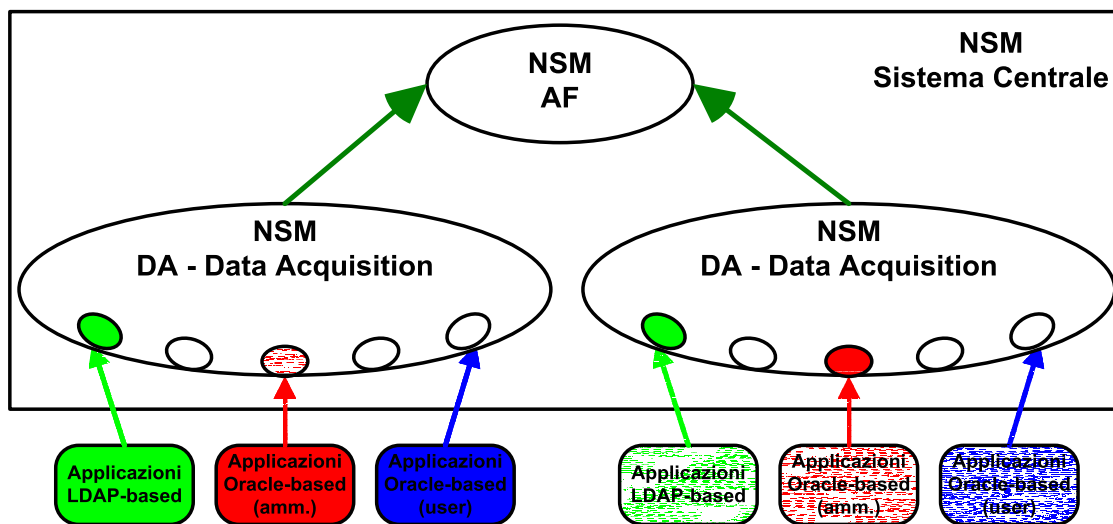 NSM
AF
NSM
Sistema Centrale
NSM
DA - Data Acquisition
NSM
DA - Data Acquisition
Applicazioni
LDAP-based
Applicazioni
Oracle-based
(amm.)
Applicazioni
Oracle-based
(user)
Applicazioni
LDAP-based
Applicazioni
Oracle-based
(amm.)
Applicazioni
Oracle-based
(user)